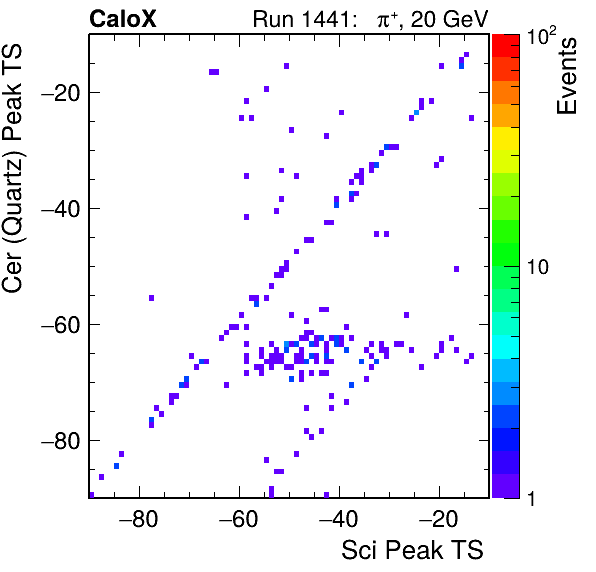 CaloX
Run 1441: π⁺, 20 GeV
Cer (Quartz) Peak TS
Events
10²
10
1
−20
−40
−60
−80
−80
−60
−40
−20
Sci Peak TS